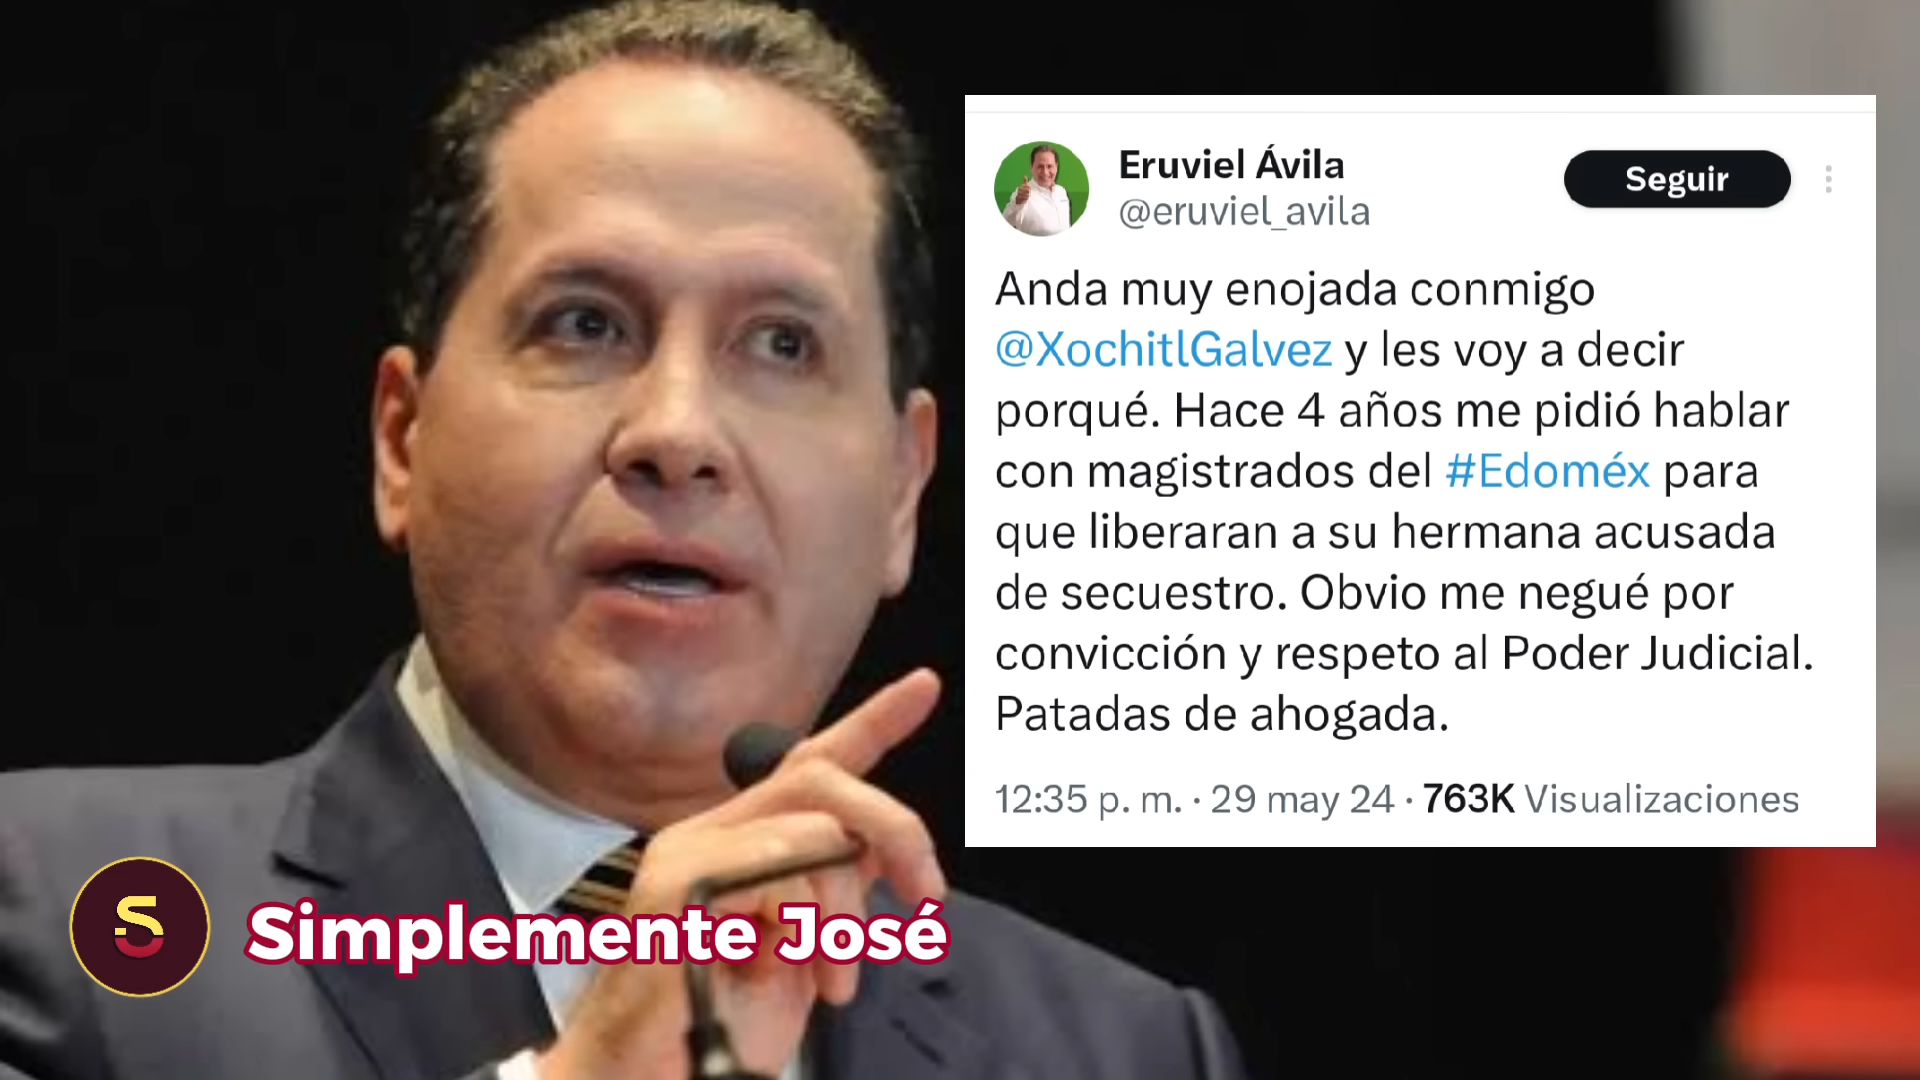 Eruviel Ávila
@eruviel_avila
Seguir
Anda muy enojada conmigo
@XochitlGalvez y les voy a decir
porqué. Hace 4 años me pidió hablar
con magistrados del #Edoméx para
que liberaran a su hermana acusada
de secuestro. Obvio me negué por
convicción y respeto al Poder Judicial.
Patadas de ahogada.
12:35 p. m. · 29 may 24 · 763K Visualizaciones
S
Simplemente José